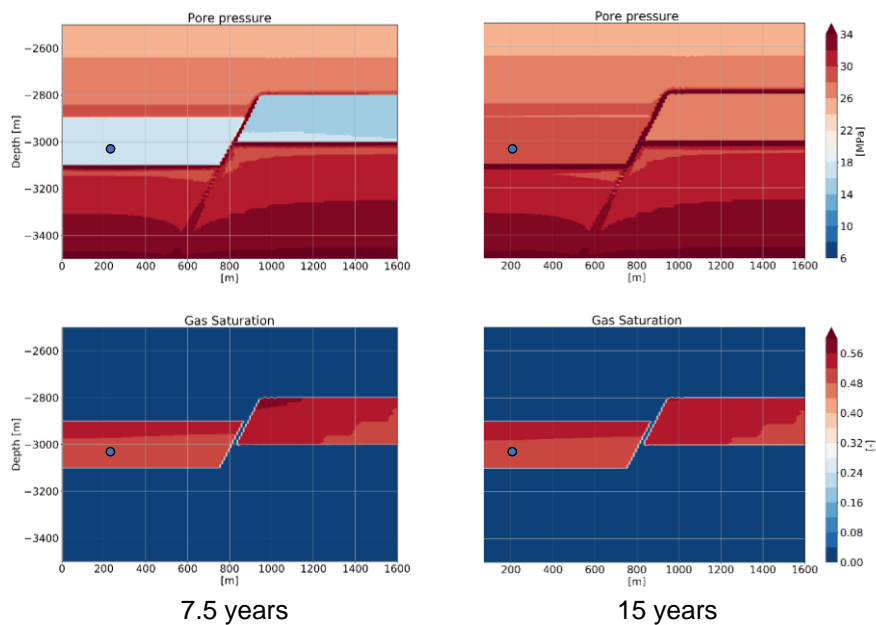 Pore pressure
Pore pressure
−2600
−2800
−3000
−3200
−3400
Depth [m]
0 200 400 600 800 1000 1200 1400 1600
[m]
200 400 600 800 1000 1200 1400 1600
[m]
34
30
26
22
18
14
10
6
[MPa]
Gas Saturation
Gas Saturation
−2600
−2800
−3000
−3200
−3400
Depth [m]
0 200 400 600 800 1000 1200 1400 1600
[m]
200 400 600 800 1000 1200 1400 1600
[m]
0.56
0.48
0.40
0.32
0.24
0.16
0.08
0.00
[-]
7.5 years
15 years